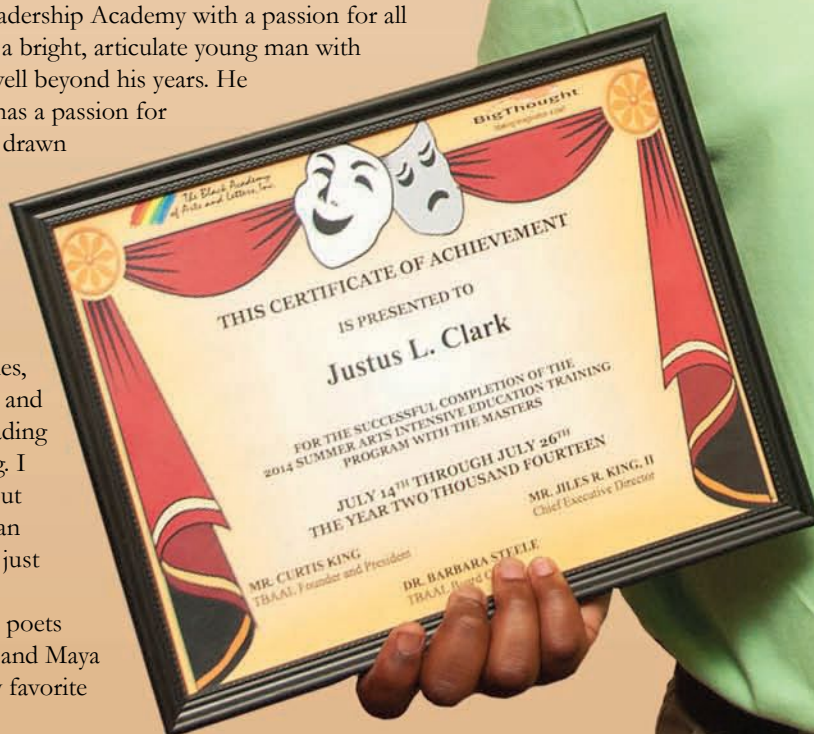 adership Academy with a passion for all
a bright, articulate young man with
well beyond his years. He
has a passion for
drawn
es,
and
ading
g. I
out
an
just
poets
and Maya
favorite
The Black Academy
of Arts and Letters, Inc.
BigThought
THIS CERTIFICATE OF ACHIEVEMENT
IS PRESENTED TO
Justus L. Clark
FOR THE SUCCESSFUL COMPLETION OF THE
2014 SUMMER ARTS INTENSIVE EDUCATION TRAINING
PROGRAM WITH THE MASTERS
JULY 14TH THROUGH JULY 26TH
THE YEAR TWO THOUSAND FOURTEEN
MR. JILES R. KING, II
Chief Executive Director
MR. CURTIS KING
TBAAL Founder and President
DR. BARBARA STEELE
TBAAL Board